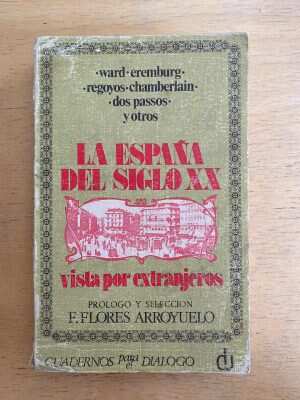 ·ward·eremburg·
·regoyos·chamberlain·
·dos passos·
y otros
LA ESPAÑA
DEL SIGLO XX
vista por extranjeros
PROLOGO Y SELECCION
F. FLORES ARROYUELO
CUADERNOS para el DIALOGO